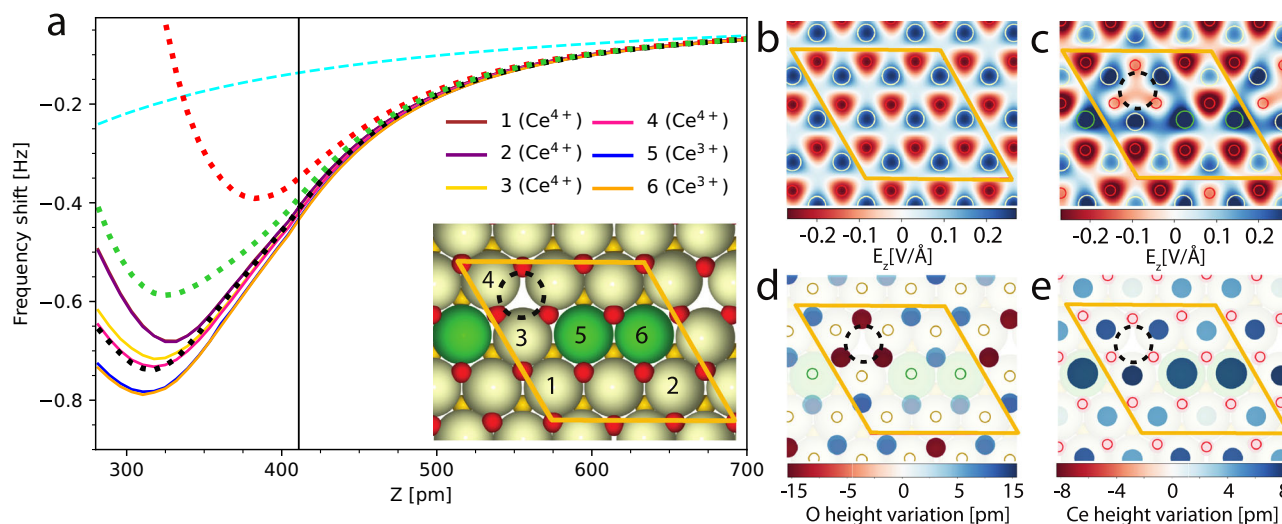 a
Frequency shift [Hz]
−0.2
−0.4
−0.6
−0.8
300
400
500
600
700
Z [pm]
1 (Ce⁴⁺)
2 (Ce⁴⁺)
3 (Ce⁴⁺)
4 (Ce⁴⁺)
5 (Ce³⁺)
6 (Ce³⁺)
4
3
5
6
1
2
b
-0.2 -0.1 0 0.1 0.2
E_z[V/Å]
c
-0.2 -0.1 0 0.1 0.2
E_z[V/Å]
d
-15 -5 0 5 15
O height variation [pm]
e
-8 -4 0 4 8
Ce height variation [pm]